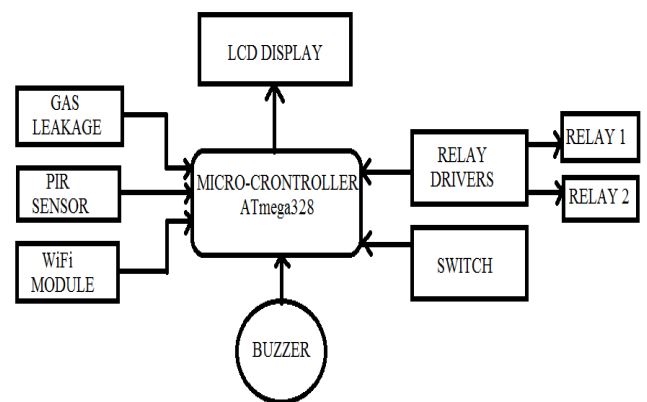 LCD DISPLAY
GAS
LEAKAGE
PIR
SENSOR
WiFi
MODULE
MICRO-CRONTROLLER
ATmega328
RELAY
DRIVERS
RELAY 1
RELAY 2
SWITCH
BUZZER